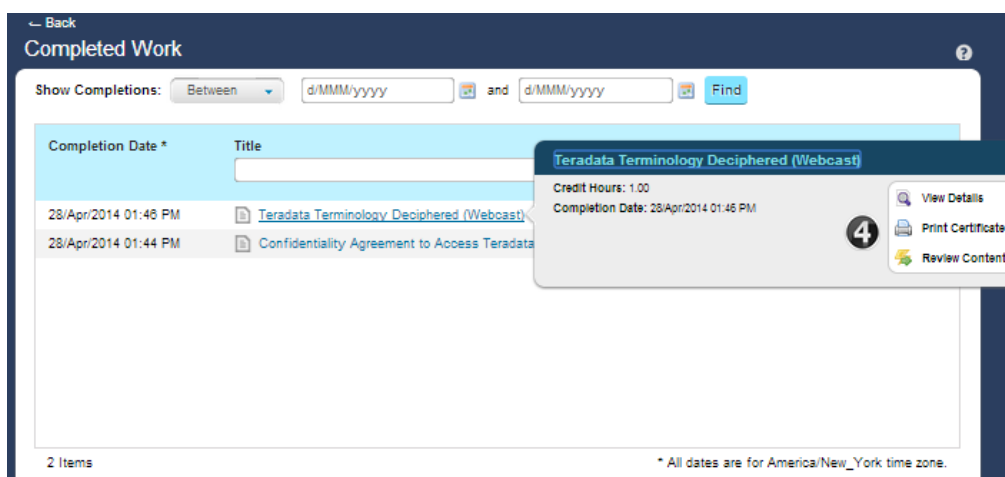 ← Back
Completed Work
?
Show Completions: Between d/MMM/yyyy and d/MMM/yyyy Find
Completion Date * Title
Teradata Terminology Deciphered (Webcast)
Credit Hours: 1.00
Completion Date: 28/Apr/2014 01:46 PM
4
View Details
Print Certificate
Review Content
28/Apr/2014 01:46 PM Teradata Terminology Deciphered (Webcast)
28/Apr/2014 01:44 PM Confidentiality Agreement to Access Teradata
2 Items * All dates are for America/New_York time zone.